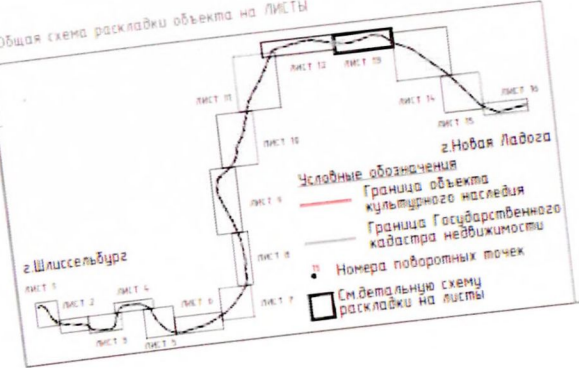 Общая схема раскладки объекта на ЛИСТЫ
ЛИСТ 12
ЛИСТ 13
ЛИСТ 11
ЛИСТ 14
ЛИСТ 15
ЛИСТ 16
ЛИСТ 10
г.Новая Ладога
Условные обозначения
Граница объекта
культурного наследия
Граница Государственного
кадастра недвижимости
11 Номера поворотных точек
См.детальную схему
раскладки на листы
ЛИСТ 9
ЛИСТ 8
ЛИСТ 7
г.Шлиссельбург
ЛИСТ 1
ЛИСТ 2
ЛИСТ 4
ЛИСТ 6
ЛИСТ 3
ЛИСТ 5